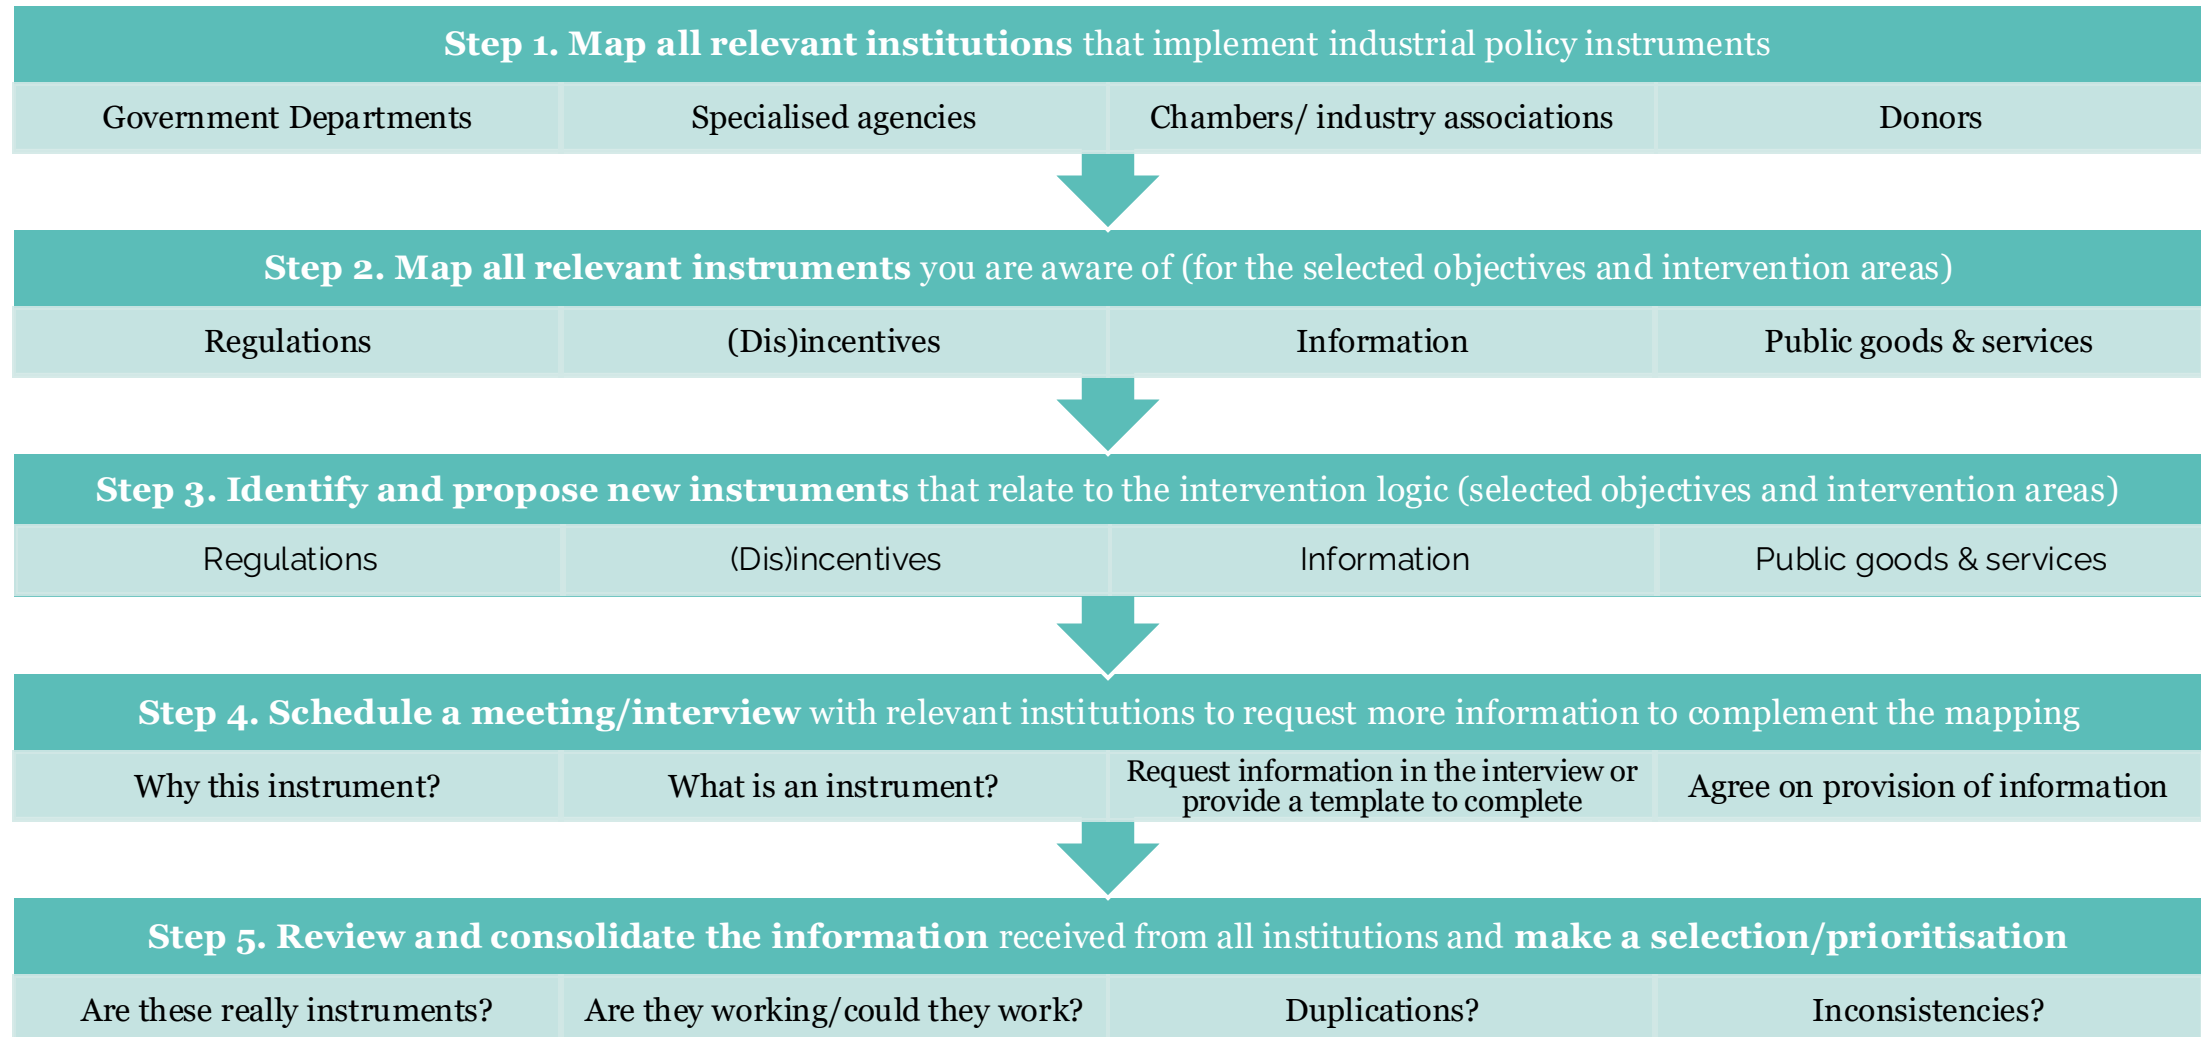 Step 1. Map all relevant institutions that implement industrial policy instruments
Government Departments
Specialised agencies
Chambers/ industry associations
Donors
Step 2. Map all relevant instruments you are aware of (for the selected objectives and intervention areas)
Regulations
(Dis)incentives
Information
Public goods & services
Step 3. Identify and propose new instruments that relate to the intervention logic (selected objectives and intervention areas)
Regulations
(Dis)incentives
Information
Public goods & services
Step 4. Schedule a meeting/interview with relevant institutions to request more information to complement the mapping
Why this instrument?
What is an instrument?
Request information in the interview or
provide a template to complete
Agree on provision of information
Step 5. Review and consolidate the information received from all institutions and make a selection/prioritisation
Are these really instruments?
Are they working/could they work?
Duplications?
Inconsistencies?